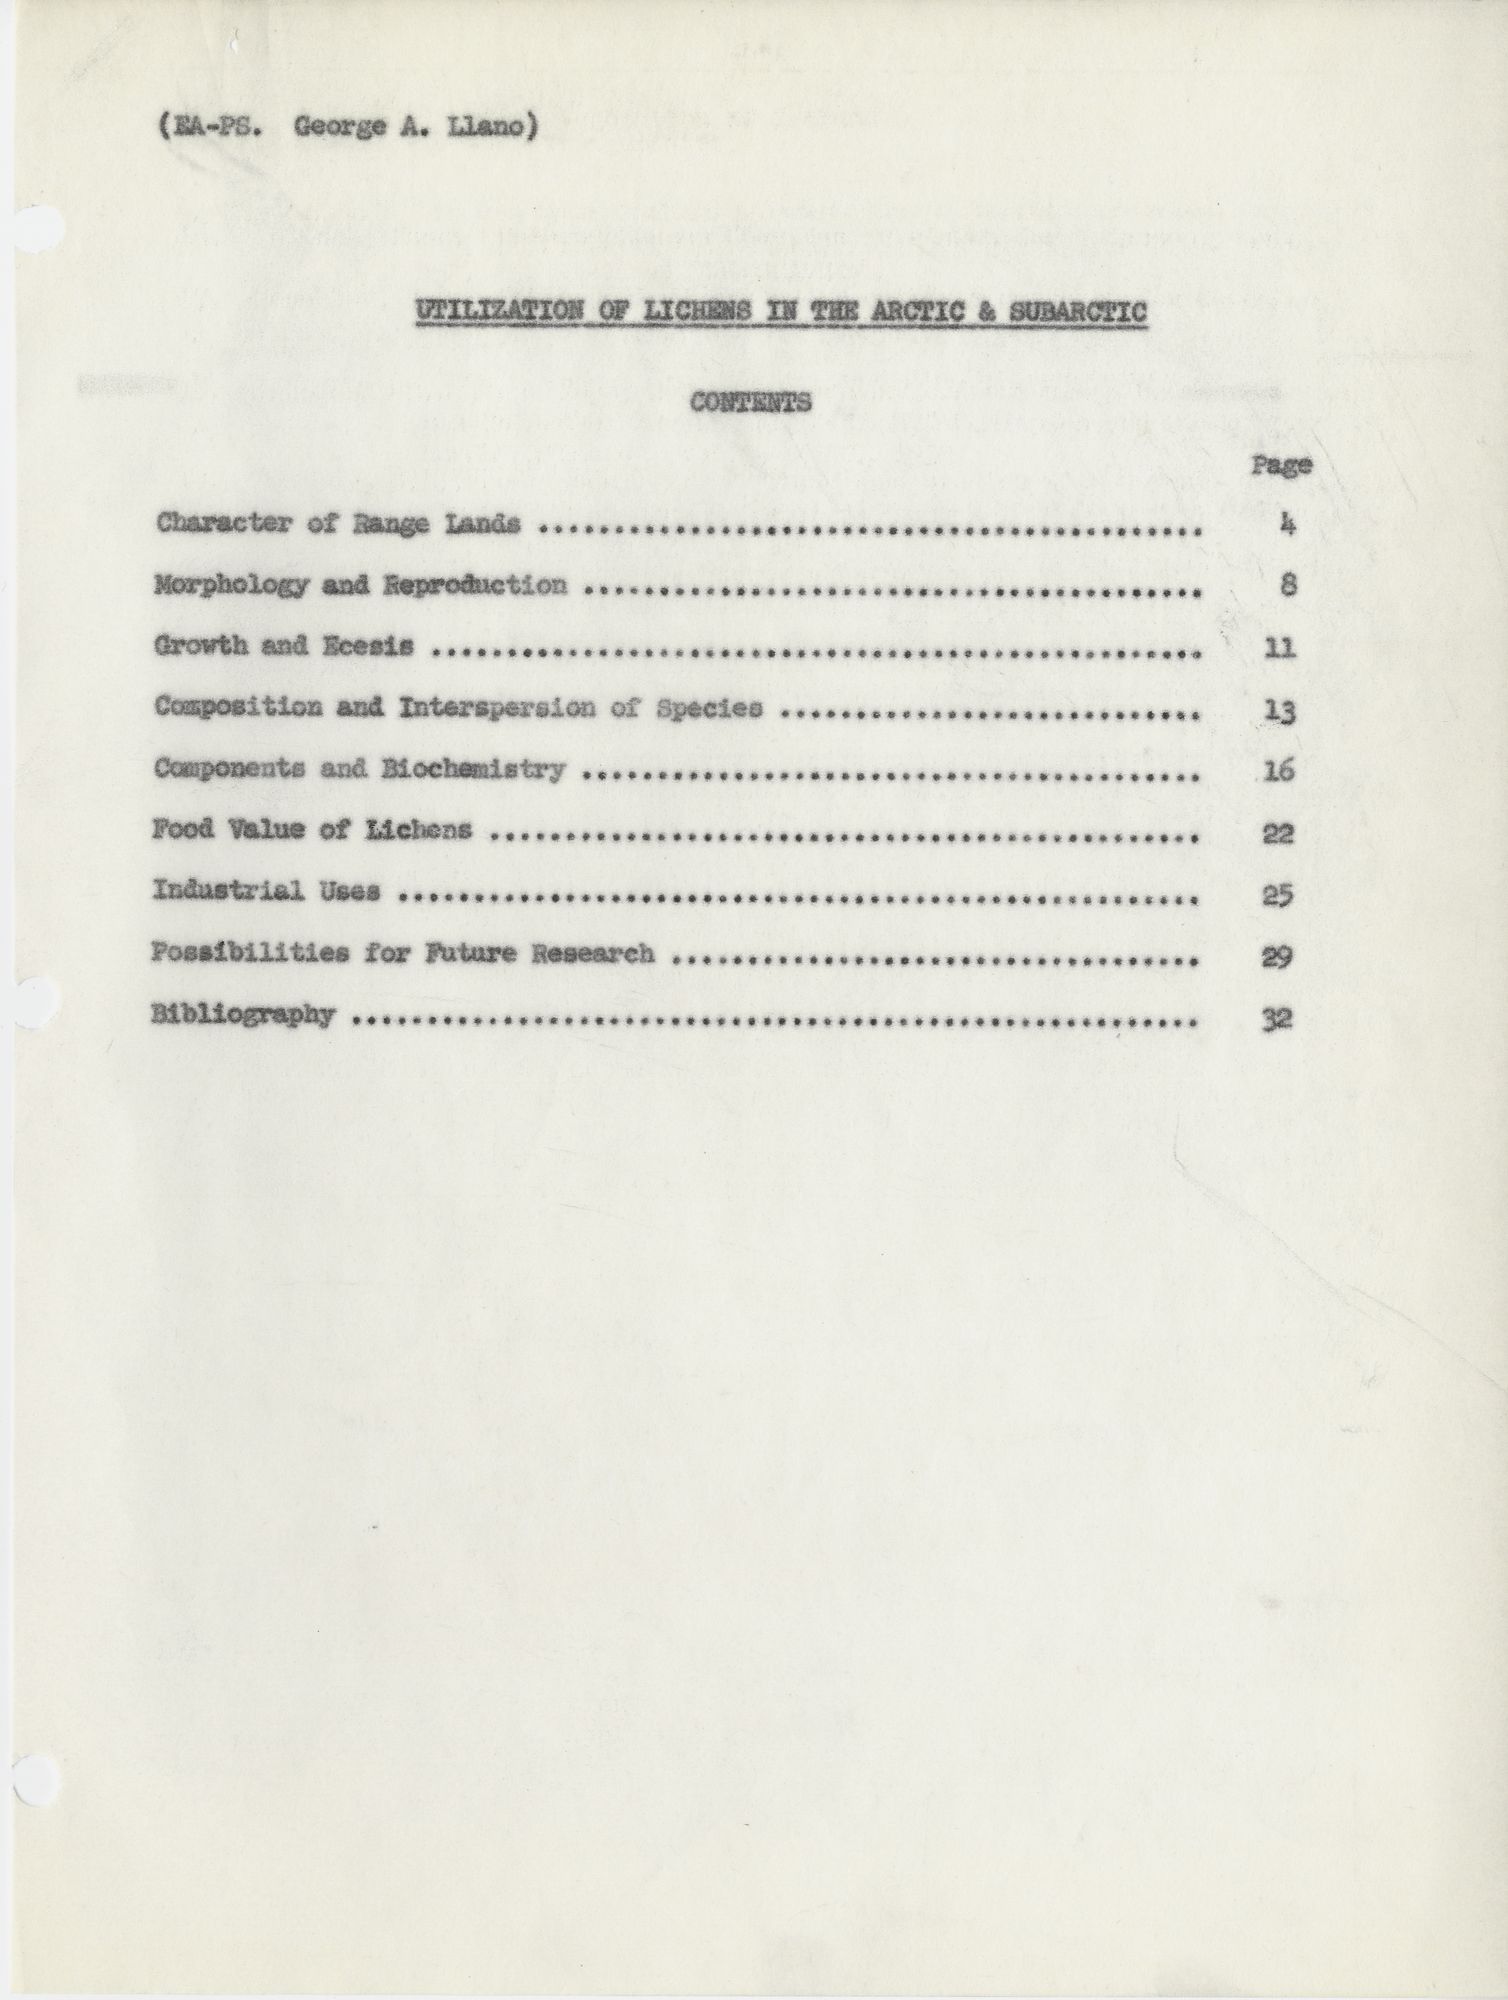 (EA-PS. George A. Llano)
UTILIZATION OF LICHENS IN THE ARCTIC & SUBARCTIC
CONTENTS
Page
Character of Range Lands ............................................ 4
Morphology and Reproduction ......................................... 8
Growth and Ecesis ................................................... 11
Composition and Interspersion of Species ............................ 13
Components and Biochemistry ......................................... 16
Food Value of Lichens ............................................... 22
Industrial Uses ..................................................... 25
Possibilities for Future Research ................................... 29
Bibliography ........................................................ 32